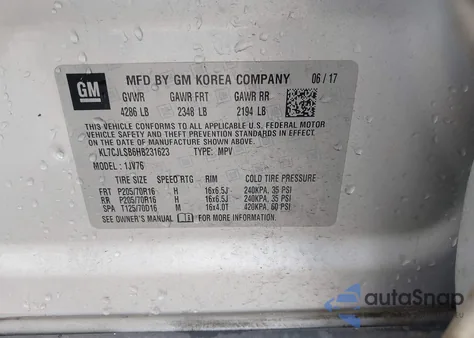 GM
MFD BY GM KOREA COMPANY 06/17
GVWR GAWR FRT GAWR RR
4286 LB 2348 LB 2194 LB
THIS VEHICLE CONFORMS TO ALL APPLICABLE U.S. FEDERAL MOTOR
VEHICLE SAFETY AND THEFT PREVENTION STANDARDS IN
EFFECT ON THE DATE OF MANUFACTURE SHOWN ABOVE.
KL7CJLSB6HB231623 TYPE: MPV
MODEL: 1JV76
TIRE SIZE SPEED RTG RIM COLD TIRE PRESSURE
FRT P205/70R16 H 16x6.5J 240KPA, 35 PSI
RR P205/70R16 H 16x6.5J 240KPA, 35 PSI
SPA T125/70D16 M 16x4.0T 420KPA, 60 PSI
SEE OWNER'S MANUAL FOR MORE INFORMATION.
autoSnap